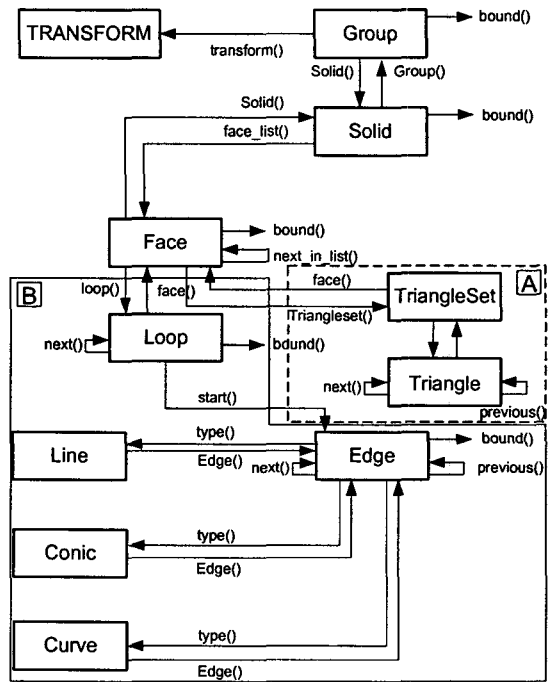 TRANSFORM
Group
bound()
transform()
Solid()
Group()
Solid
bound()
Solid()
face_list()
Face
bound()
next_in_list()
B
loop()
face()
face()
A
TriangleSet
Triangleset()
Loop
next()
bound()
Triangle
next()
previous()
start()
Line
type()
Edge()
Edge
bound()
next()
previous()
Conic
type()
Edge()
Curve
type()
Edge()